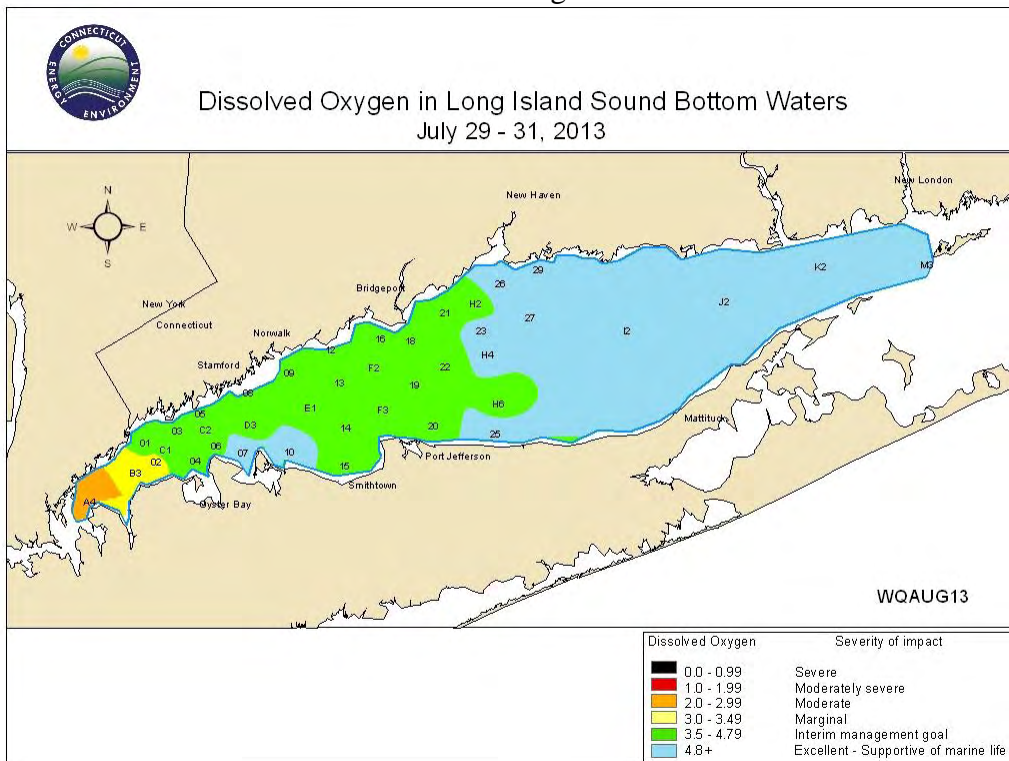 CONNECTICUT
ENERGY ENVIRONMENT
Dissolved Oxygen in Long Island Sound Bottom Waters
July 29 - 31, 2013
N
W E
S
New Haven
New London
Bridgeport
New York
Connecticut
Norwalk
Stamford
Mattituck
Port Jefferson
Smithtown
Oyster Bay
29
26
K2
M3
H2
J2
21
27
23
I2
12
16
18
H4
09
F2
22
13
19
08
H6
E1
F3
05
03
C2
D3
14
20
25
01
C1
06
07
10
02
04
15
B3
A4
WQAUG13
Dissolved Oxygen Severity of impact
0.0 - 0.99 Severe
1.0 - 1.99 Moderately severe
2.0 - 2.99 Moderate
3.0 - 3.49 Marginal
3.5 - 4.79 Interim management goal
4.8+ Excellent - Supportive of marine life